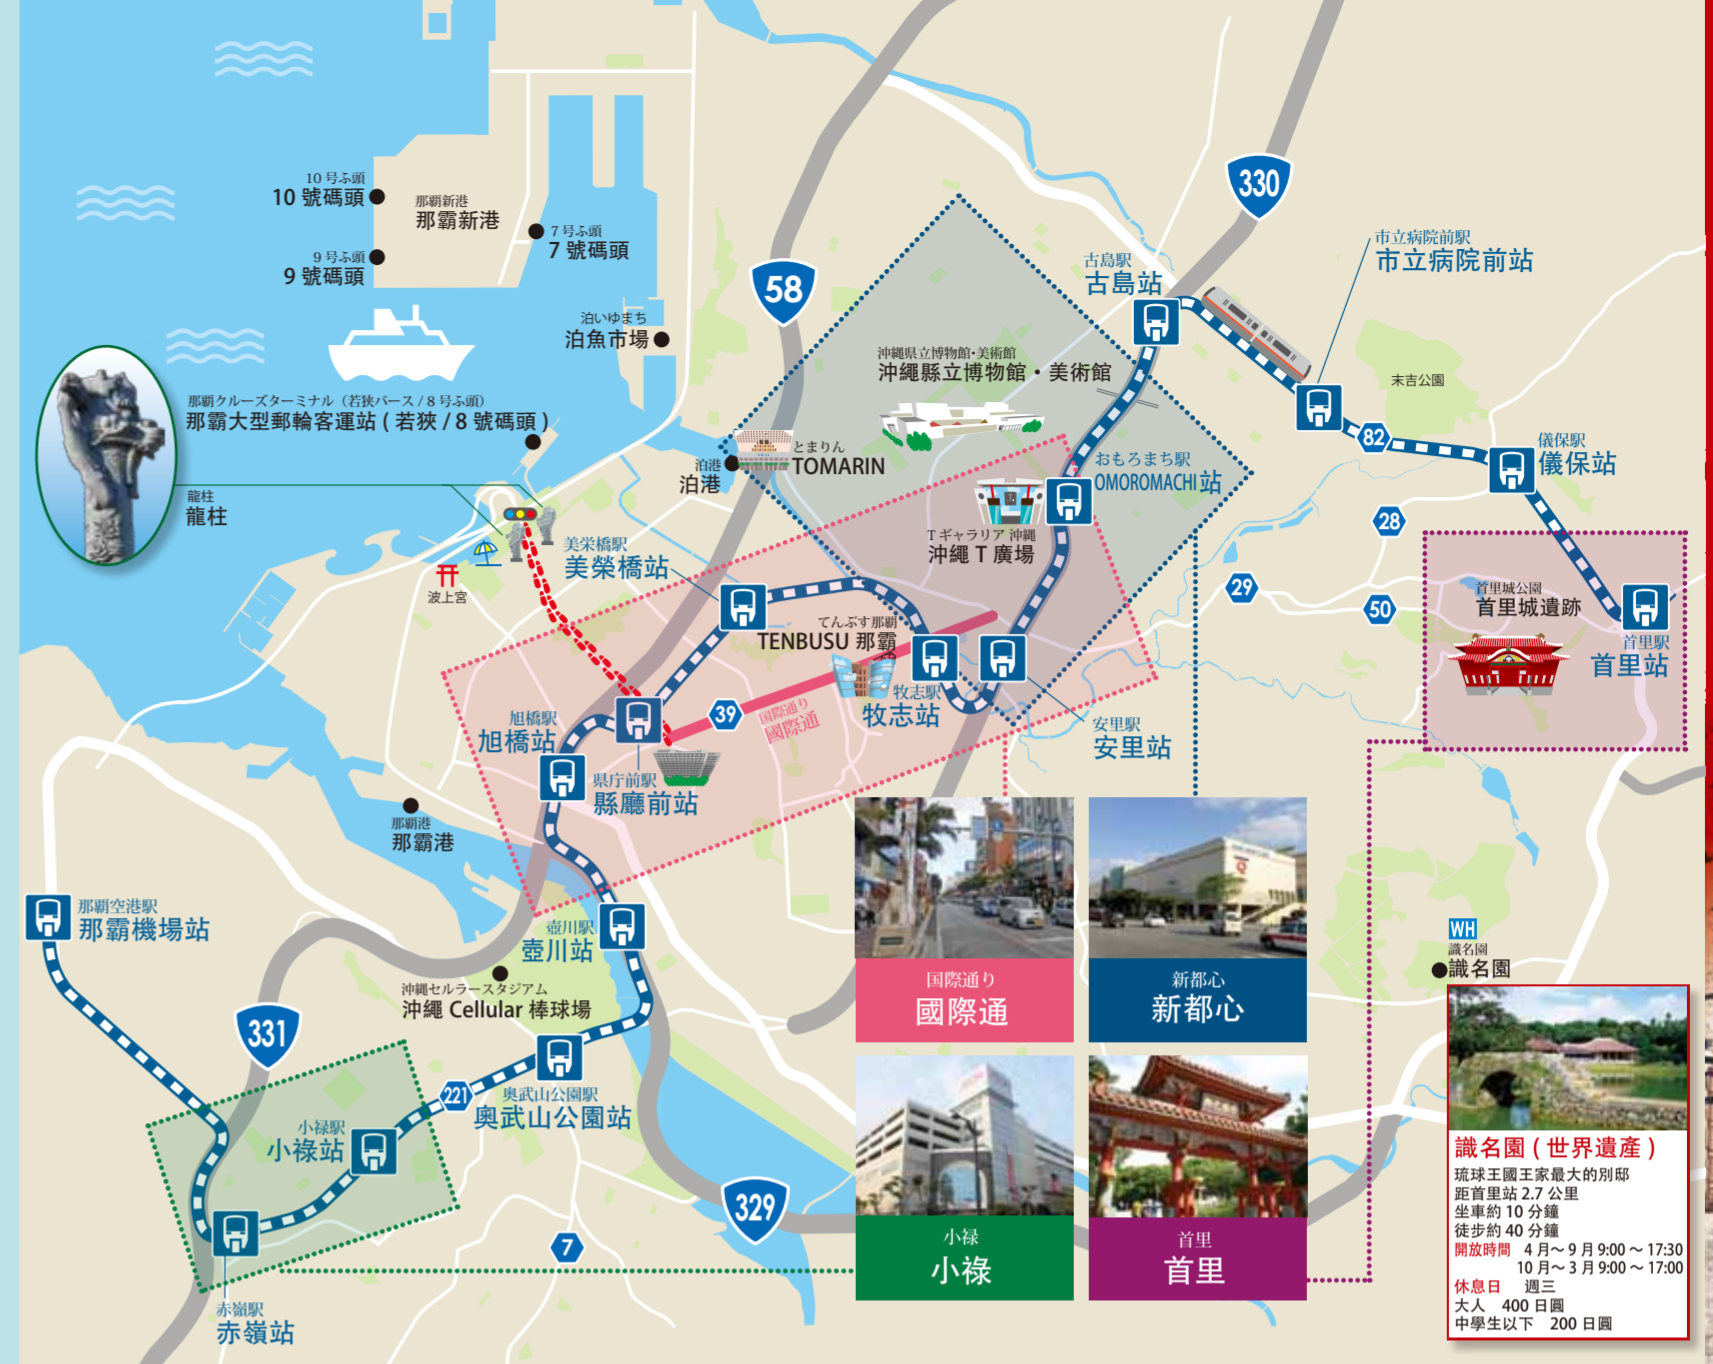 10 号ふ頭
10 號碼頭
9 号ふ頭
9 號碼頭
那覇新港
那霸新港
7 号ふ頭
7 號碼頭
泊いゆまち
泊魚市場
58
330
古島駅
古島站
市立病院前駅
市立病院前站
末吉公園
82
儀保駅
儀保站
沖縄県立博物館・美術館
沖繩縣立博物館・美術館
那覇クルーズターミナル（若狭バース / 8 号ふ頭）
那霸大型郵輪客運站 ( 若狹 / 8 號碼頭 )
とまりん
TOMARIN
泊港
泊港
おもろまち駅
OMOROMACHI 站
龍柱
龍柱
T ギャラリア 沖縄
沖繩 T 廣場
28
29
50
首里城公園
首里城遺跡
首里駅
首里站
美栄橋駅
美榮橋站
波上宮
てんぶす那覇
TENBUSU 那霸
牧志駅
牧志站
39
国際通り
國際通
安里駅
安里站
旭橋駅
旭橋站
県庁前駅
縣廳前站
那覇港
那霸港
那覇空港駅
那霸機場站
壺川駅
壺川站
沖縄セルラースタジアム
沖繩 Cellular 棒球場
331
221
奥武山公園駅
奧武山公園站
小禄駅
小祿站
赤嶺駅
赤嶺站
7
329
国際通り
國際通
新都心
新都心
小禄
小祿
首里
首里
WH
識名園
識名園
識名園 ( 世界遺產 )
琉球王國王家最大的別邸
距首里站 2.7 公里
坐車約 10 分鐘
徒步約 40 分鐘
開放時間 4 月～ 9 月 9:00 ～ 17:30
10 月～ 3 月 9:00 ～ 17:00
休息日 週三
大人 400 日圓
中學生以下 200 日圓